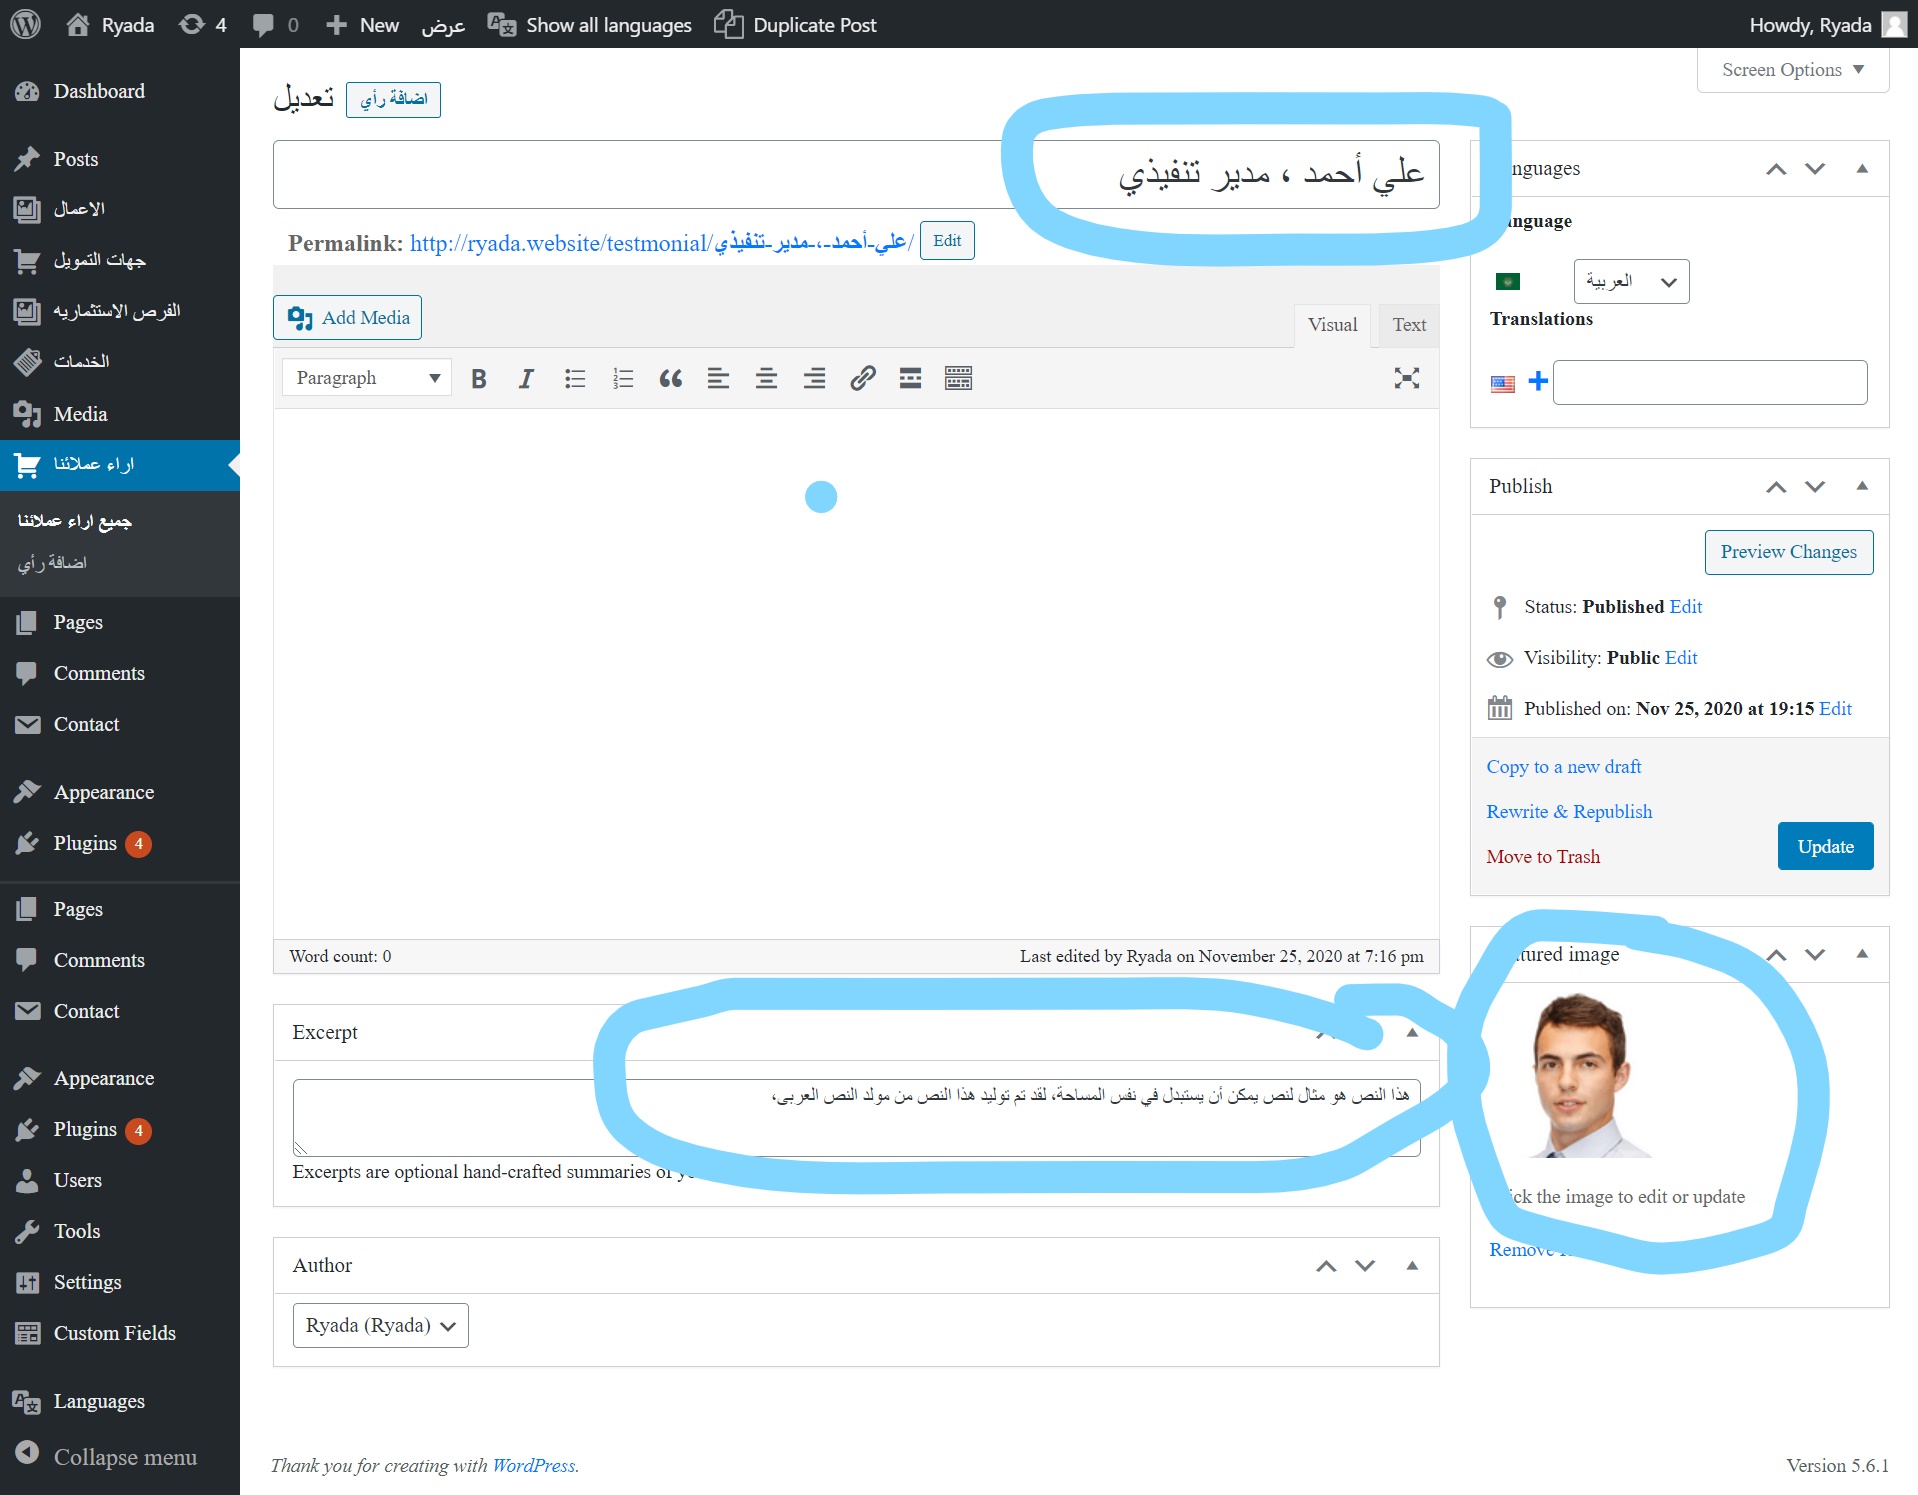 Ryada
4
0
New
عرض
Show all languages
Duplicate Post
Howdy, Ryada
Dashboard
Posts
الاعمال
جهات التمويل
الفرص الاستثماريه
الخدمات
Media
اراء عملائنا
جميع اراء عملائنا
اضافة رأي
Pages
Comments
Contact
Appearance
Plugins 4
Pages
Comments
Contact
Appearance
Plugins 4
Users
Tools
Settings
Custom Fields
Languages
Collapse menu
Screen Options
تعديل
اضافة رأي
علي أحمد ، مدير تنفيذي
Permalink: http://ryada.website/testmonial/علي-أحمد-،-مدير-تنفيذي/ Edit
Add Media
Visual
Text
Paragraph
Word count: 0
Last edited by Ryada on November 25, 2020 at 7:16 pm
Excerpt
هذا النص هو مثال لنص يمكن أن يستبدل في نفس المساحة، لقد تم توليد هذا النص من مولد النص العربى،
Excerpts are optional hand-crafted summaries of
Author
Ryada (Ryada)
nguages
nguage
العربية
Translations
Publish
Preview Changes
Status: Published Edit
Visibility: Public Edit
Published on: Nov 25, 2020 at 19:15 Edit
Copy to a new draft
Rewrite & Republish
Move to Trash
Update
tured image
ck the image to edit or update
Remove
Thank you for creating with WordPress.
Version 5.6.1